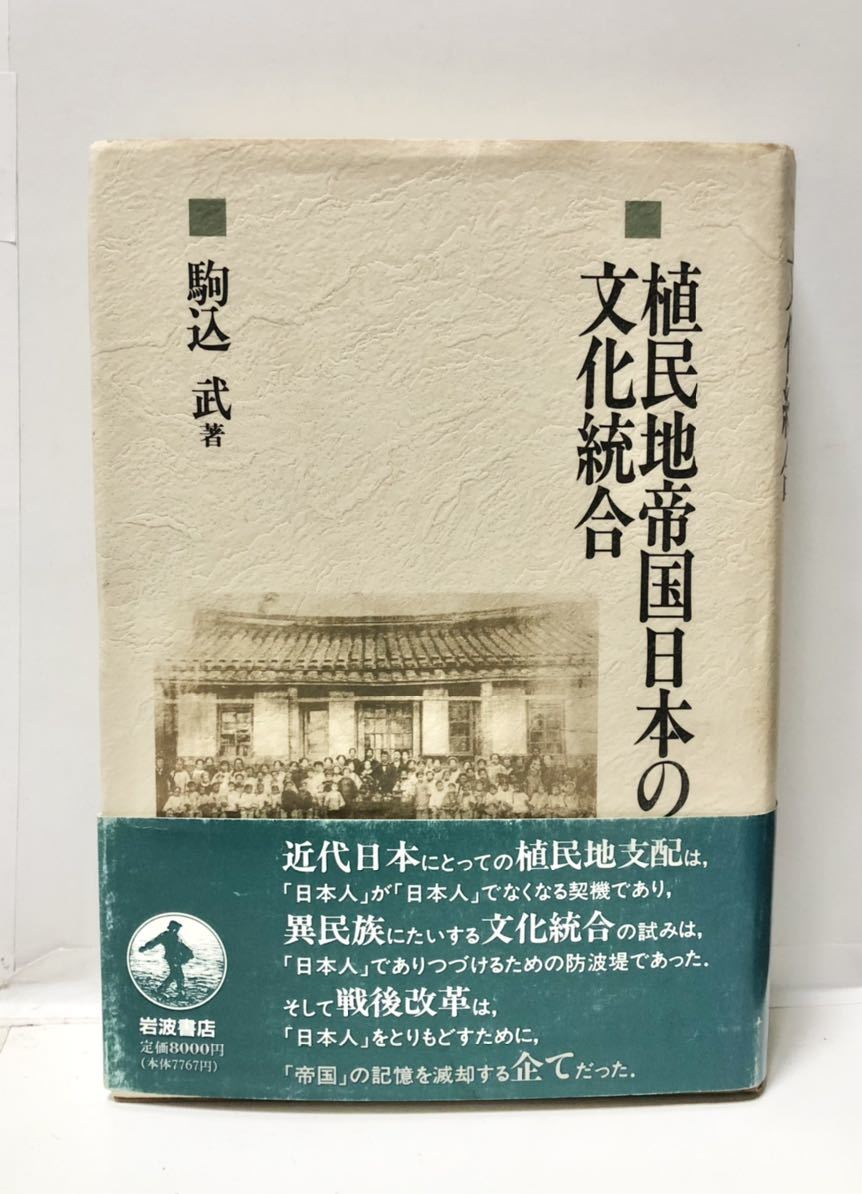 植民地帝国日本の
文化統合
駒込 武著
近代日本にとっての植民地支配は,
「日本人」が「日本人」でなくなる契機であり,
異民族にたいする文化統合の試みは,
「日本人」でありつづけるための防波堤であった.
そして戦後改革は,
「日本人」をとりもどすために,
「帝国」の記憶を滅却する企てだった.
岩波書店
定価8000円
(本体7767円)
文化統合